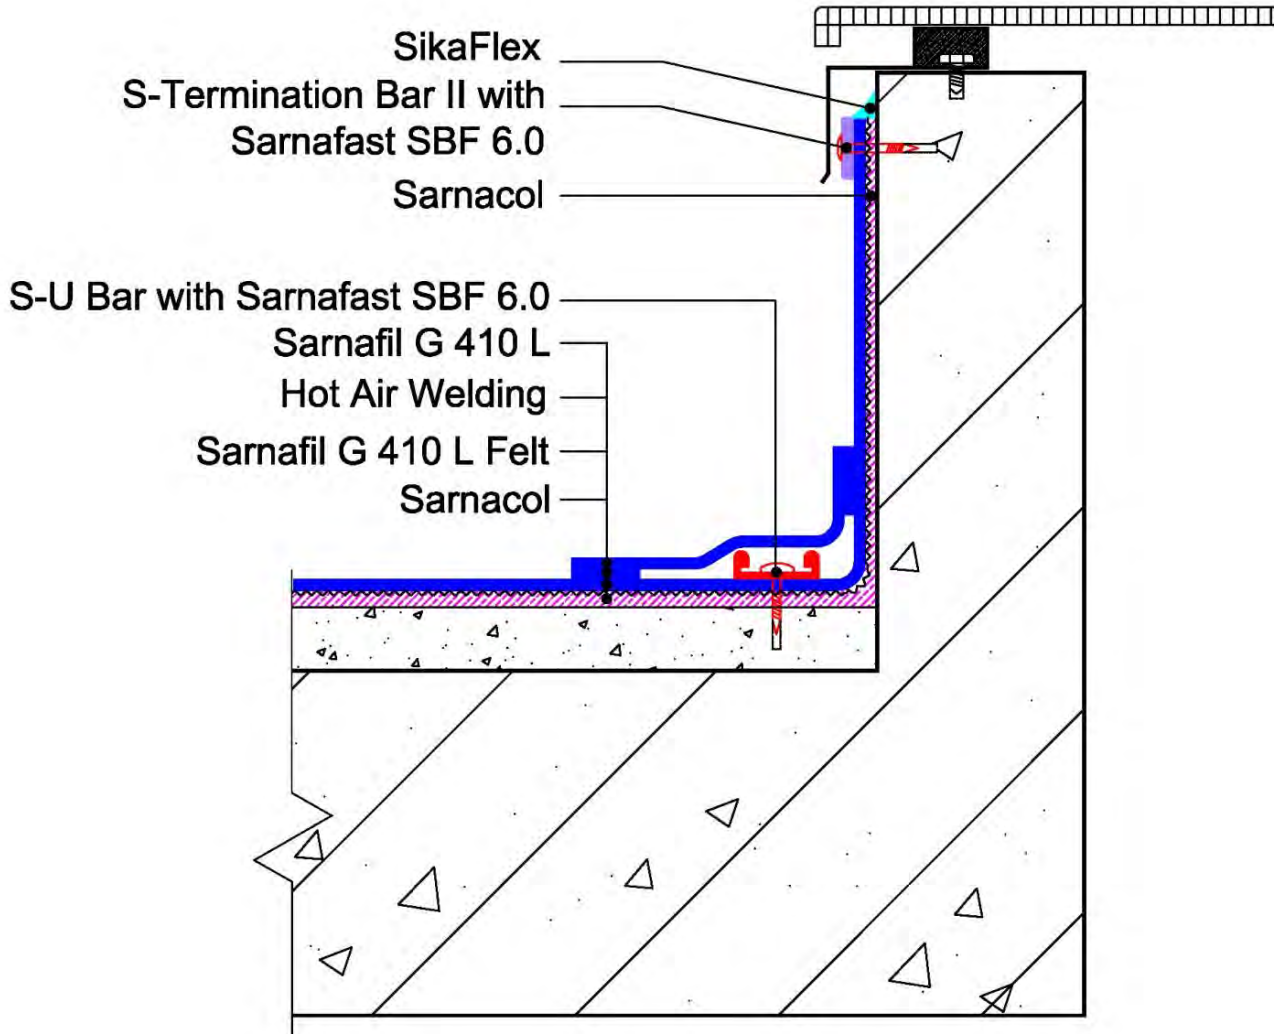 SikaFlex
S-Termination Bar II with
Sarnafast SBF 6.0
Sarnacol
S-U Bar with Sarnafast SBF 6.0
Sarnafil G 410 L
Hot Air Welding
Sarnafil G 410 L Felt
Sarnacol